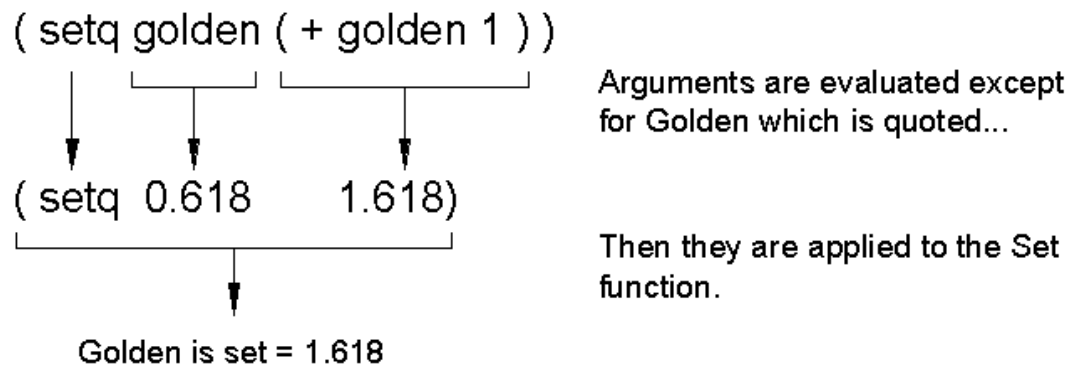 ( setq golden ( + golden 1 ) )
Arguments are evaluated except
for Golden which is quoted...
( setq 0.618 1.618)
Then they are applied to the Set
function.
Golden is set = 1.618